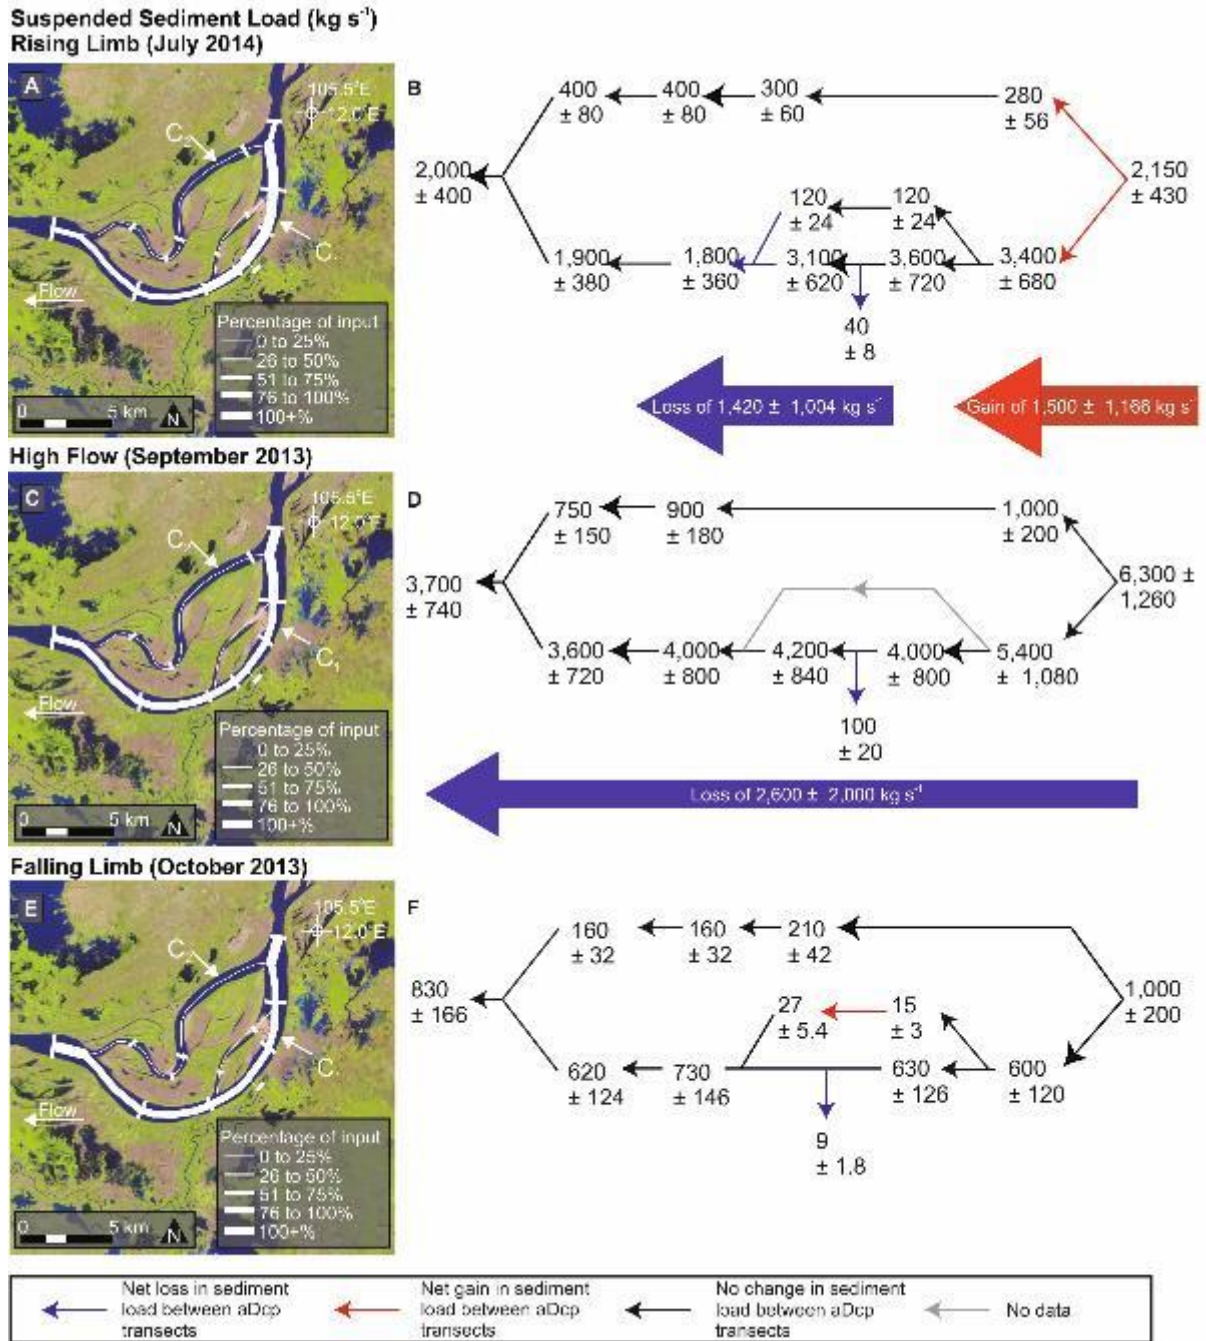 Suspended Sediment Load (kg s⁻¹)
Rising Limb (July 2014)
A
105.5°E
12.0°E
C₂
C
Flow
Percentage of input
0 to 25%
26 to 50%
51 to 75%
76 to 100%
100+%
0 5 km
N
B
400
± 80
400
± 80
300
± 60
280
± 56
2,000
± 400
2,150
± 430
120
± 24
120
± 24
1,900
± 380
1,800
± 360
3,100
± 620
3,600
± 720
3,400
± 680
40
± 8
Loss of 1,420 ± 1,004 kg s
Gain of 1,500 ± 1,166 kg s
High Flow (September 2013)
C
105.5°E
12.0°E
C
C₁
Flow
Percentage of input
0 to 25%
26 to 50%
51 to 75%
76 to 100%
100+%
0 5 km
N
D
750
± 150
900
± 180
1,000
± 200
3,700
± 740
6,300 ±
1,260
3,600
± 720
4,000
± 800
4,200
± 840
4,000
± 800
5,400
± 1,080
100
± 20
Loss of 2,600 ± 2,000 kg s⁻¹
Falling Limb (October 2013)
E
105.5°E
12.0°E
C
C
Flow
Percentage of input
0 to 25%
26 to 50%
51 to 75%
76 to 100%
100+%
0 5 km
N
F
160
± 32
160
± 32
210
± 42
830
± 166
1,000
± 200
27
± 5.4
15
± 3
620
± 124
730
± 146
630
± 126
600
± 120
9
± 1.8
Net loss in sediment
load between aDcp
transects
Net gain in sediment
load between aDcp
transects
No change in sediment
load between aDcp
transects
No data